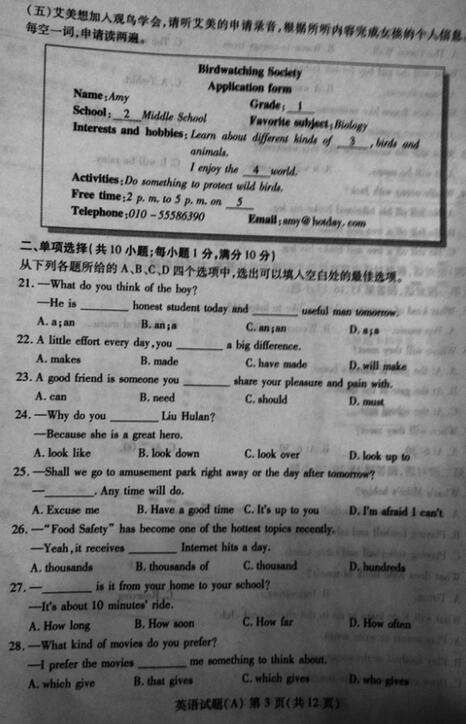 (五)艾美想加入观鸟学会,请听艾美的申请录音,根据所听内容完成女孩的个人信息,
每空一词,申请读两遍。
Birdwatching Society
Application form
Name:Amy Grade: 1
School: 2 Middle School Favorite subject:Biology
Interests and hobbies:Learn about different kinds of 3 , birds and
animals.
I enjoy the 4 world.
Activities:Do something to protect wild birds.
Free time:2 p. m. to 5 p. m. on 5
Telephone:010-55586390 Email:amy@hotday.com
二、单项选择(共10小题;每小题1分,满分10分)
从下列各题所给的A、B、C、D四个选项中,选出可以填入空白处的最佳选项。
21. —What do you think of the boy?
—He is ________ honest student today and ________ useful man tomorrow.
A. a;an B. an;a C. an;an D. a;a
22. A little effort every day,you ________ a big difference.
A. makes B. made C. have made D. will make
23. A good friend is someone you ________ share your pleasure and pain with.
A. can B. need C. should D. must
24. —Why do you ________ Liu Hulan?
—Because she is a great hero.
A. look like B. look down C. look over D. look up to
25. —Shall we go to amusement park right away or the day after tomorrow?
—________. Any time will do.
A. Excuse me B. Have a good time C. It's up to you D. I'm afraid I can't
26. —“Food Safety” has become one of the hottest topics recently.
—Yeah,it receives ________ Internet hits a day.
A. thousands B. thousands of C. thousand D. hundreds
27. —________ is it from your home to your school?
—It's about 10 minutes' ride.
A. How long B. How soon C. How far D. How often
28. —What kind of movies do you prefer?
—I prefer the movies ________ me something to think about.
A. which give B. that gives C. which gives D. who gives
英语试题(A) 第3页(共12页)